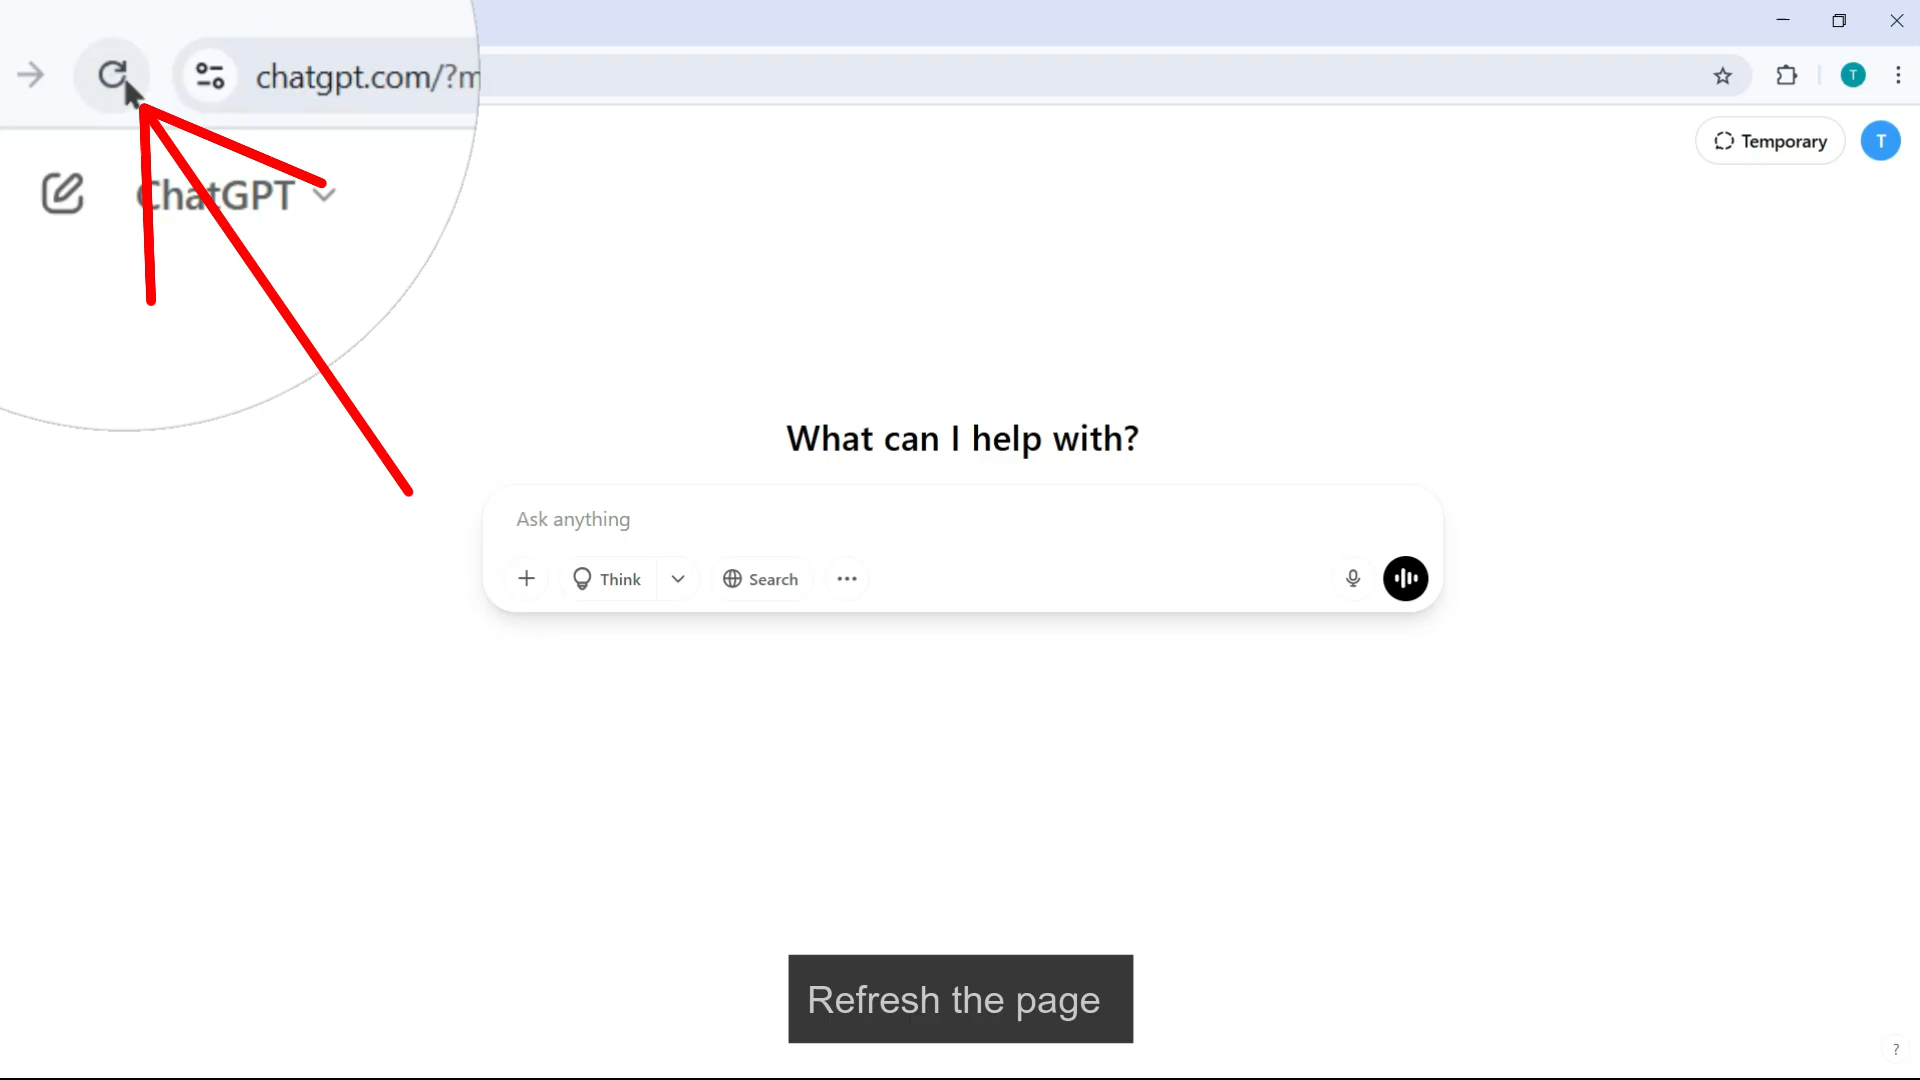 chatgpt.com/?m
T
Temporary
T
ChatGPT
What can I help with?
Ask anything
Think
Search
Refresh the page
?